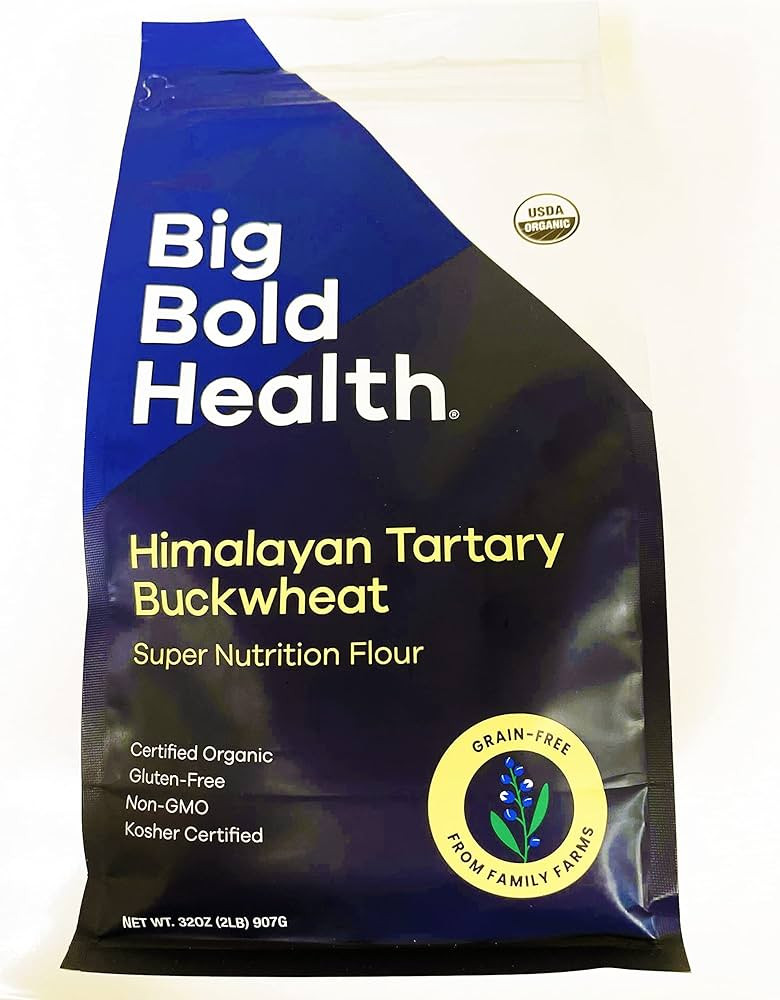 USDA
ORGANIC
Big
Bold
Health®
Himalayan Tartary
Buckwheat
Super Nutrition Flour
Certified Organic
Gluten-Free
Non-GMO
Kosher Certified
GRAIN-FREE
FROM FAMILY FARMS
NET WT. 32OZ (2LB) 907G